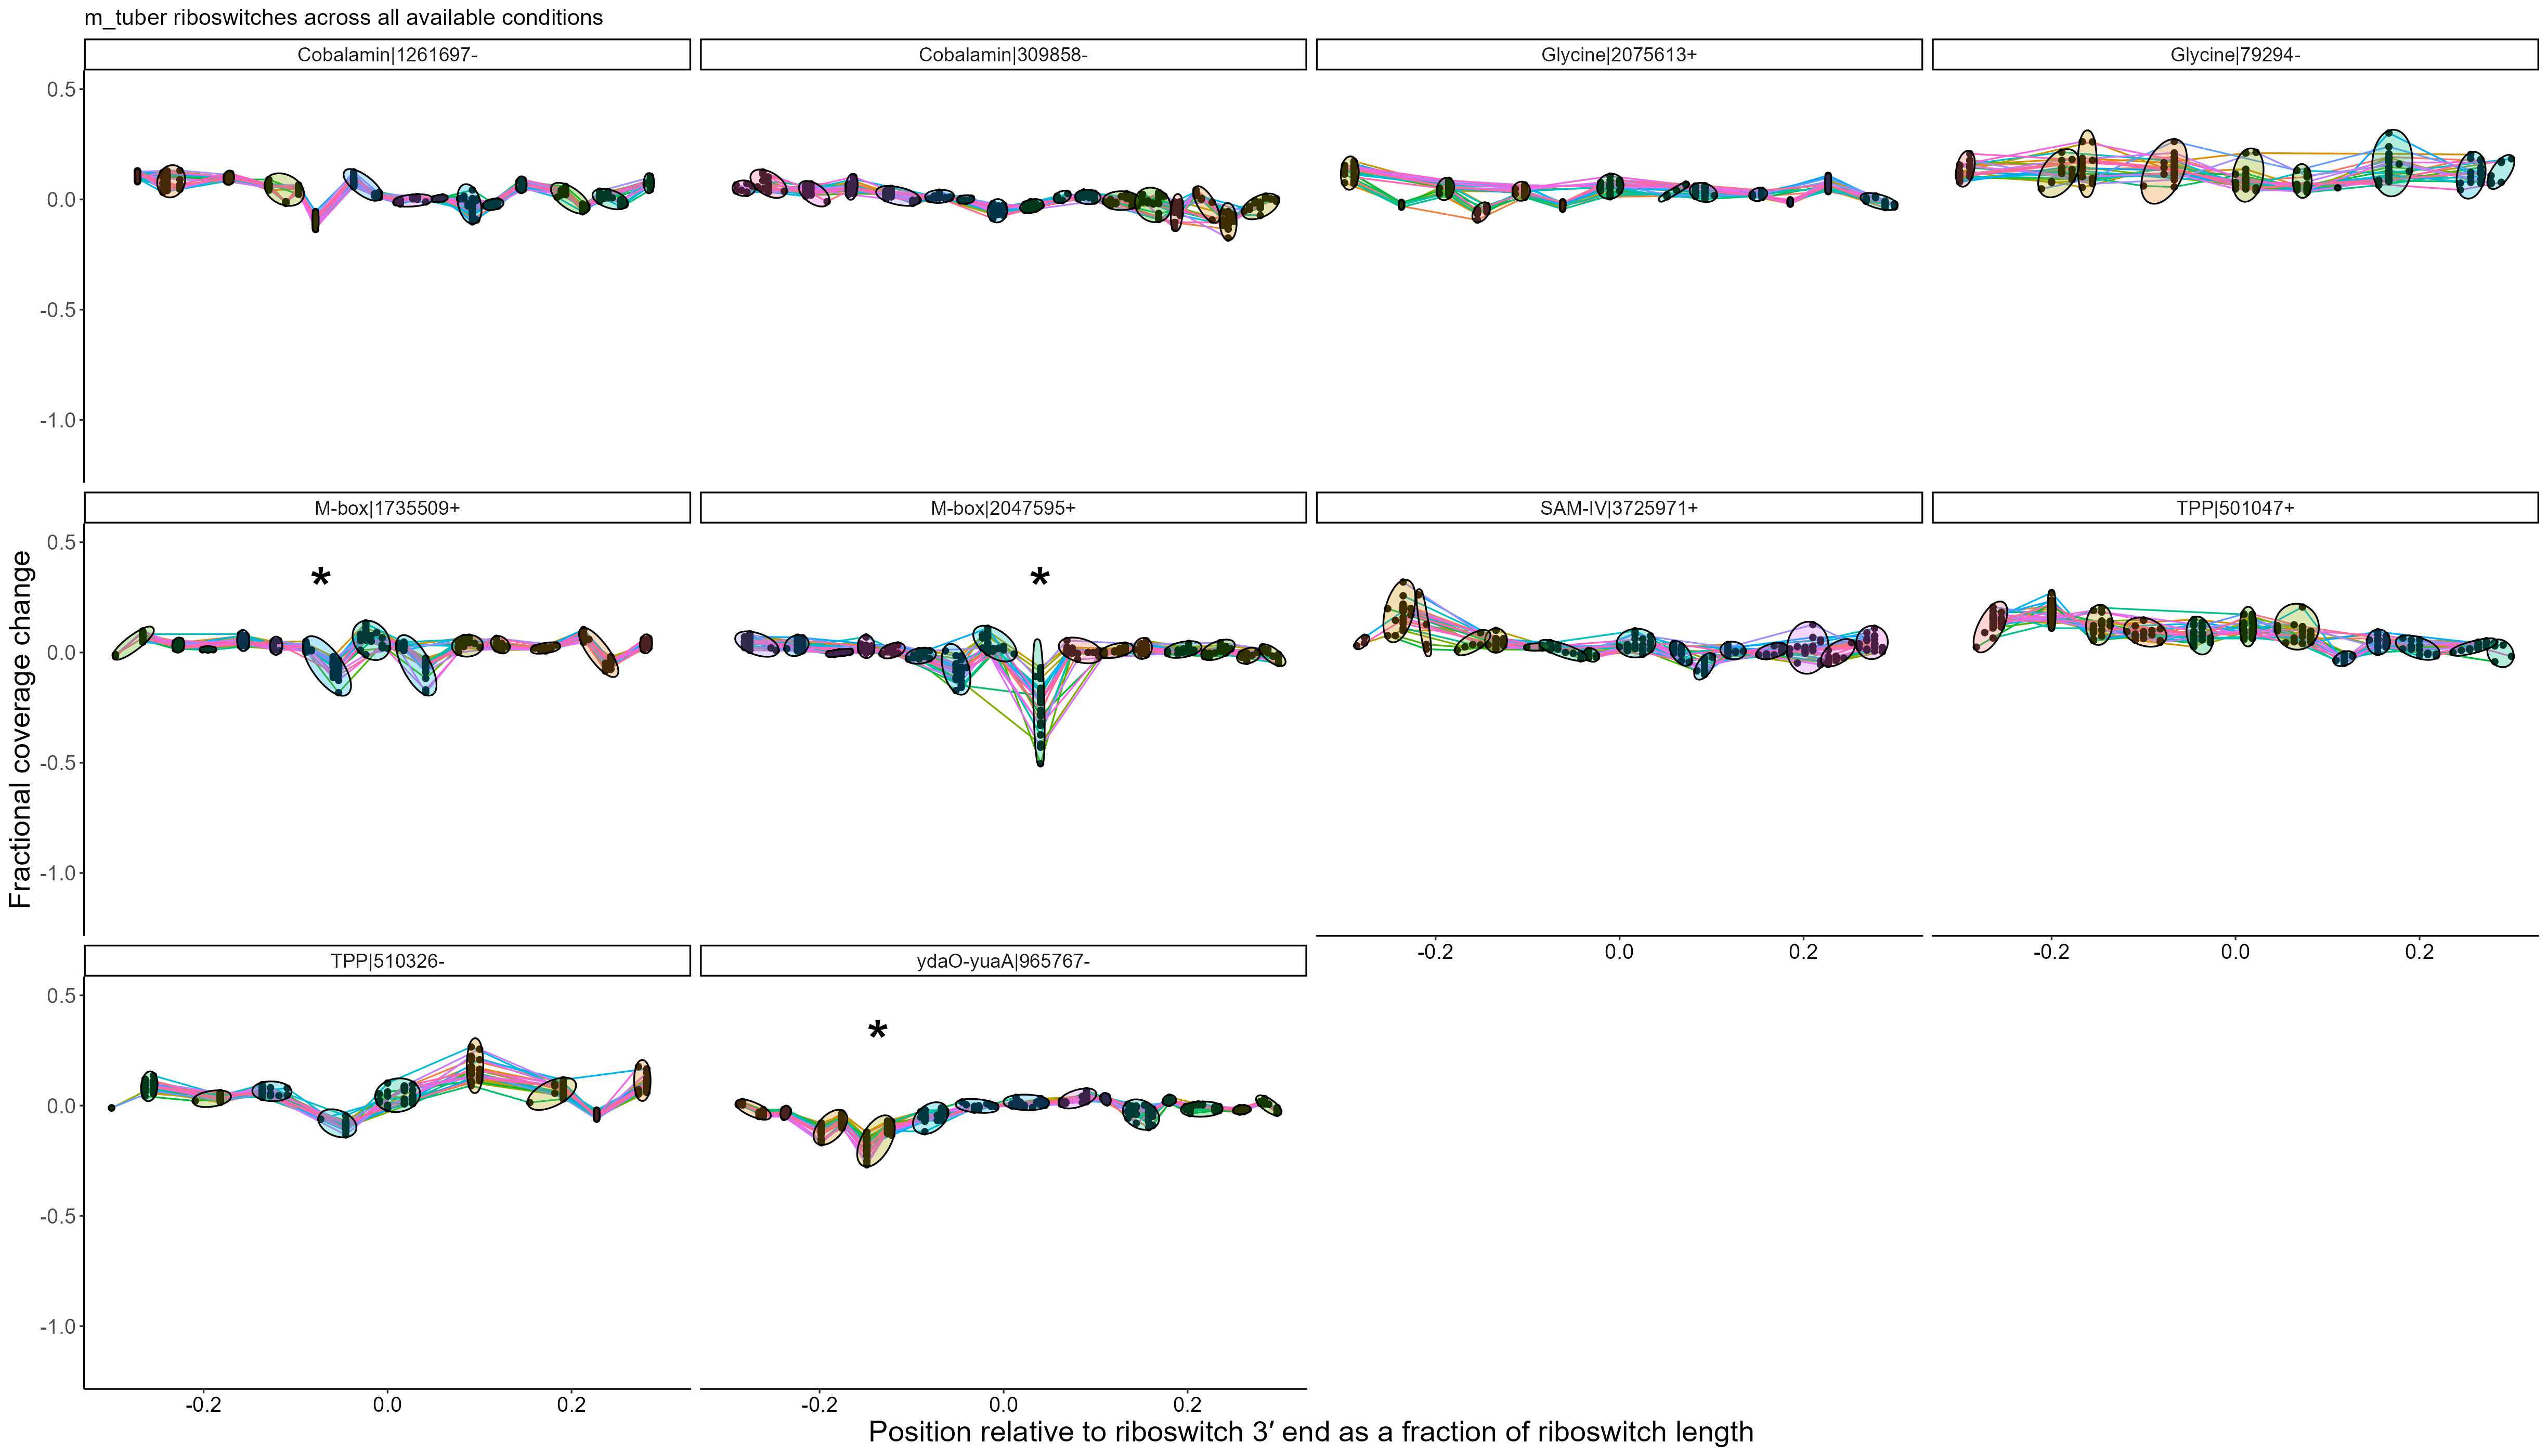 m_tuber riboswitches across all available conditions
Cobalamin|1261697-
Cobalamin|309858-
Glycine|2075613+
Glycine|79294-
0.5
0.0
-0.5
-1.0
M-box|1735509+
M-box|2047595+
SAM-IV|3725971+
TPP|501047+
0.5
*
*
0.0
-0.5
-1.0
Fractional coverage change
-0.2 0.0 0.2
-0.2 0.0 0.2
TPP|510326-
ydaO-yuaA|965767-
0.5
*
0.0
-0.5
-1.0
-0.2 0.0 0.2
-0.2 0.0 0.2
Position relative to riboswitch 3′ end as a fraction of riboswitch length